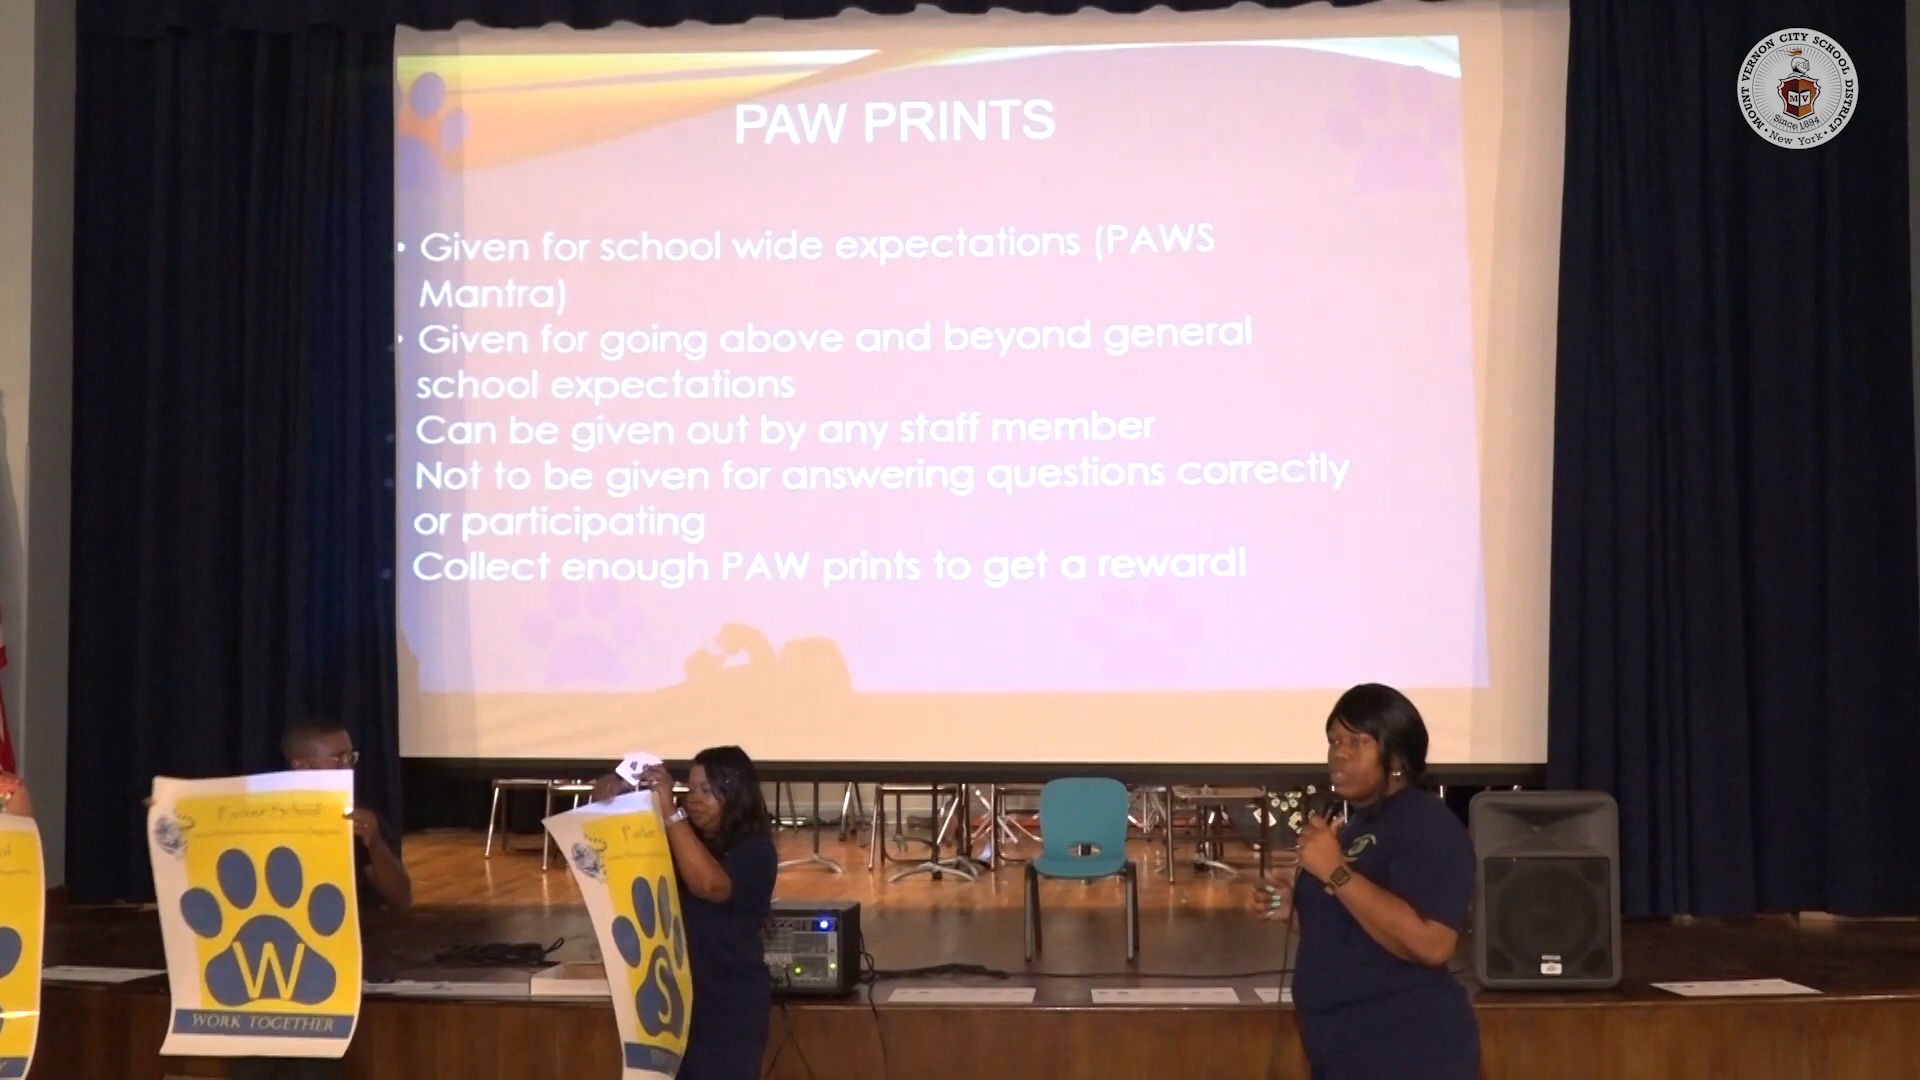 PAW PRINTS
• Given for school wide expectations (PAWS
Mantra)
• Given for going above and beyond general
school expectations
• Can be given out by any staff member
• Not to be given for answering questions correctly
or participating
• Collect enough PAW prints to get a reward!
MOUNT VERNON CITY SCHOOL DISTRICT
MV
Since 1894
• New York •
Parker School
W
WORK TOGETHER
S